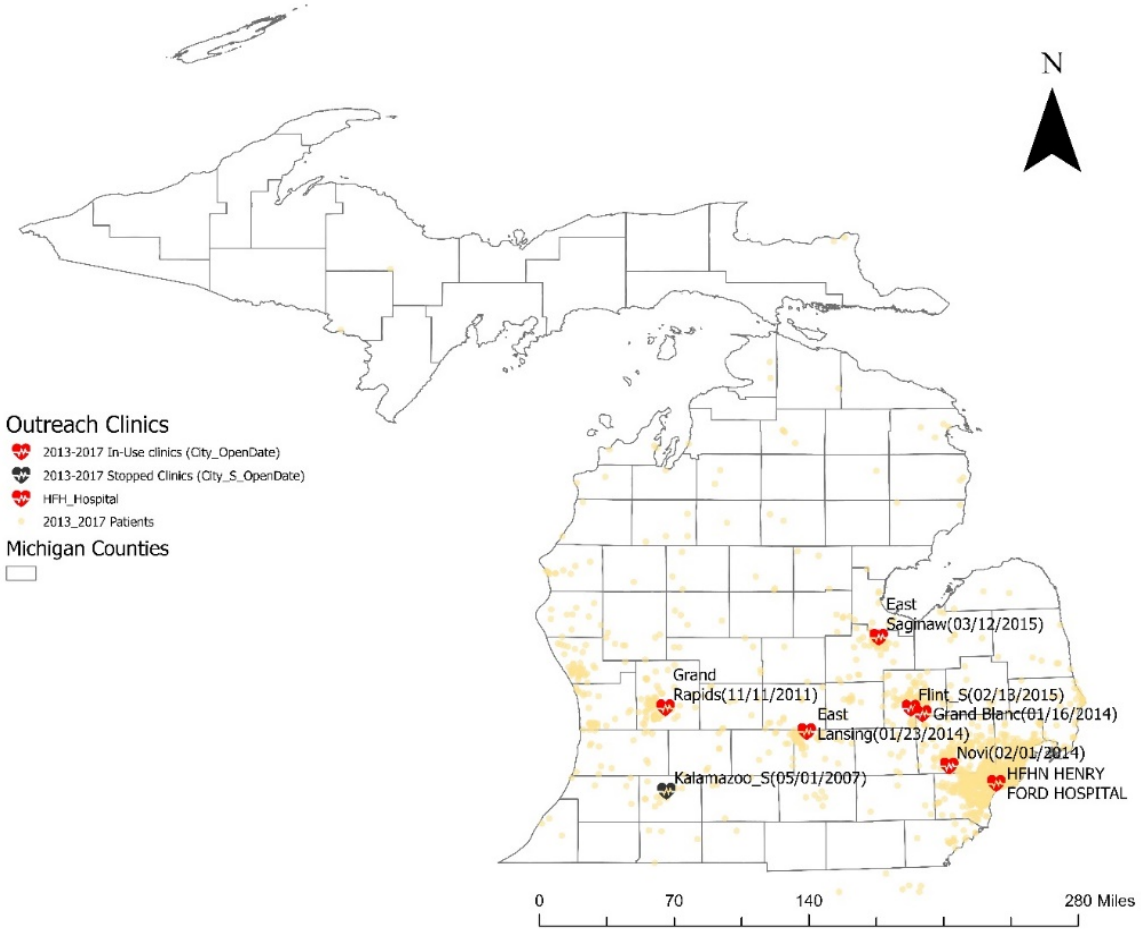 N
Outreach Clinics
2013-2017 In-Use clinics (City_OpenDate)
2013-2017 Stopped Clinics (City_S_OpenDate)
HFH_Hospital
2013_2017 Patients
Michigan Counties
East
Saginaw(03/12/2015)
Grand
Rapids(11/11/2011)
Flint_S(02/13/2015)
Grand Blanc(01/16/2014)
East
Lansing(01/23/2014)
Novi(02/01/2014)
Kalamazoo_S(05/01/2007)
HFHN HENRY
FORD HOSPITAL
0 70 140 280 Miles